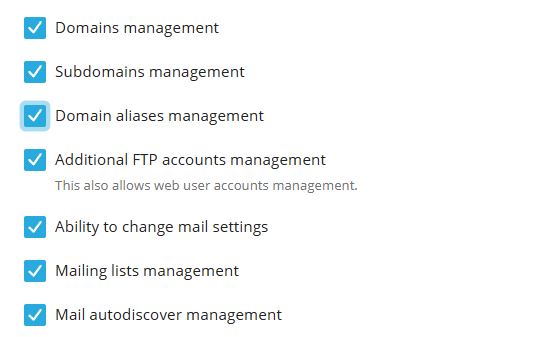 Domains management
Subdomains management
Domain aliases management
Additional FTP accounts management
This also allows web user accounts management.
Ability to change mail settings
Mailing lists management
Mail autodiscover management